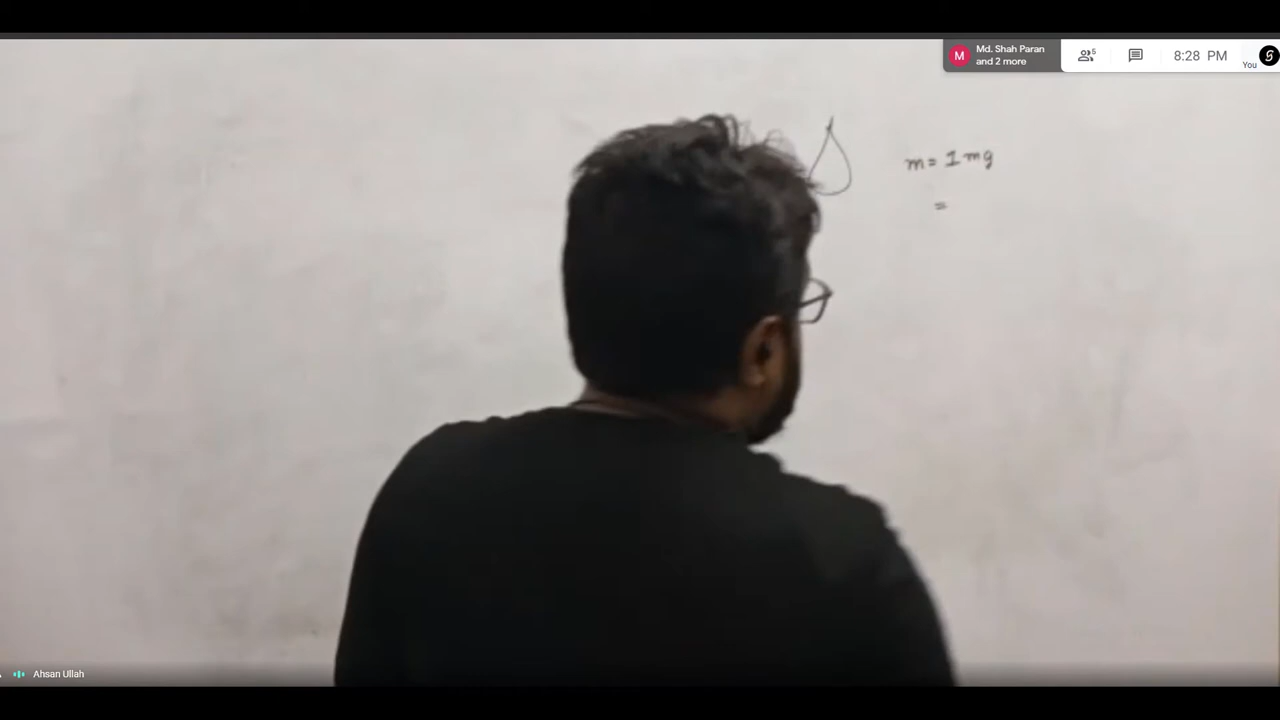 Md. Shah Paran
and 2 more
5
8:28 PM
You
m = 1 mg
=
Ahsan Ullah